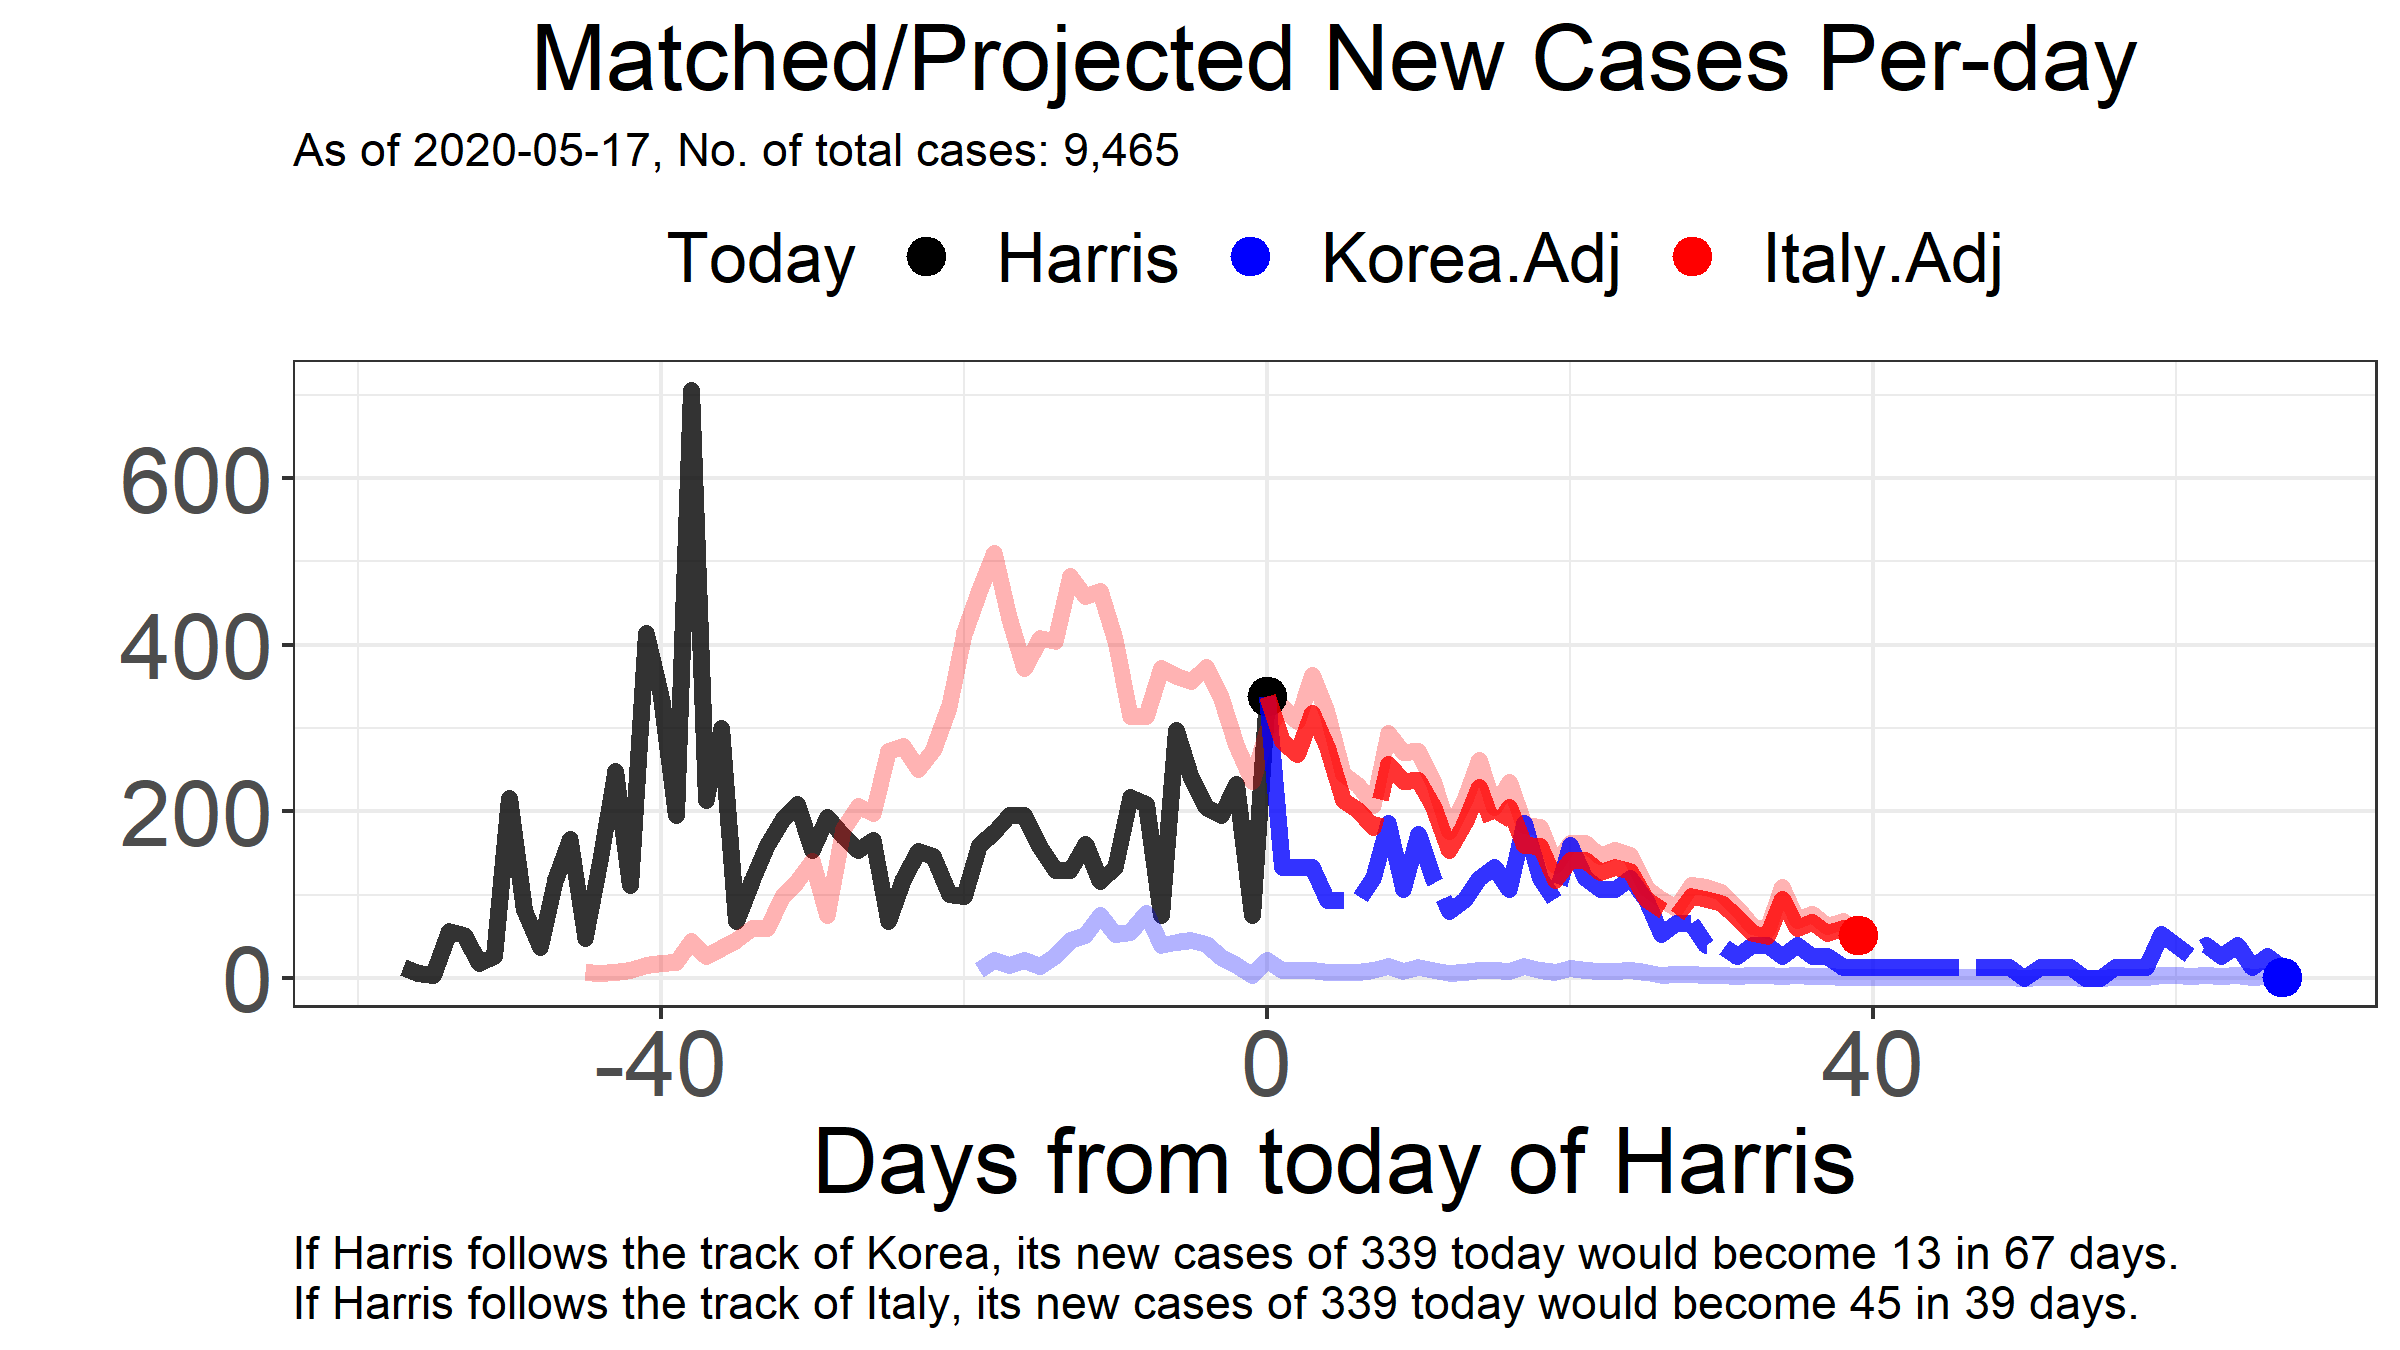 Matched/Projected New Cases Per-day
As of 2020-05-17, No. of total cases: 9,465
Today Harris Korea.Adj Italy.Adj
600
400
200
0
-40 0 40
Days from today of Harris
If Harris follows the track of Korea, its new cases of 339 today would become 13 in 67 days.
If Harris follows the track of Italy, its new cases of 339 today would become 45 in 39 days.